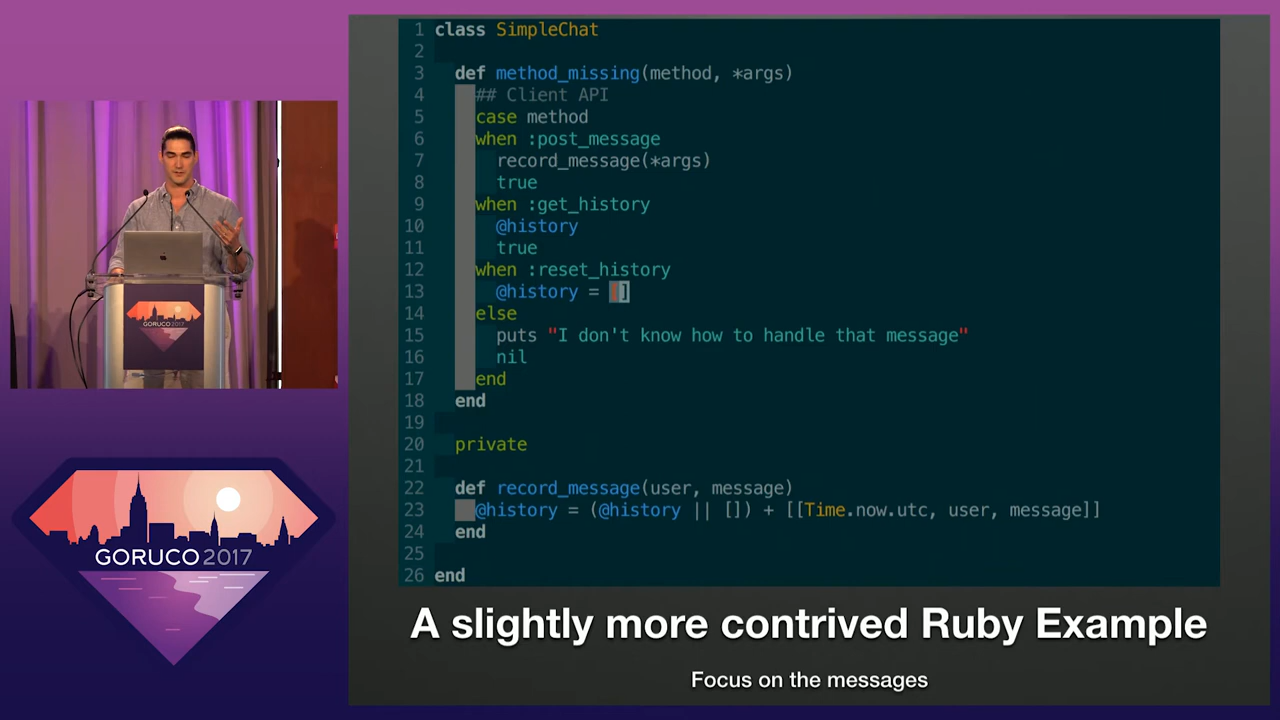 1 class SimpleChat
2
3 def method_missing(method, *args)
4 ## Client API
5 case method
6 when :post_message
7 record_message(*args)
8 true
9 when :get_history
10 @history
11 true
12 when :reset_history
13 @history = []
14 else
15 puts "I don't know how to handle that message"
16 nil
17 end
18 end
19
20 private
21
22 def record_message(user, message)
23 @history = (@history || []) + [[Time.now.utc, user, message]]
24 end
25
26 end
A slightly more contrived Ruby Example
Focus on the messages
GORUCO 2017
GORUCO 2017